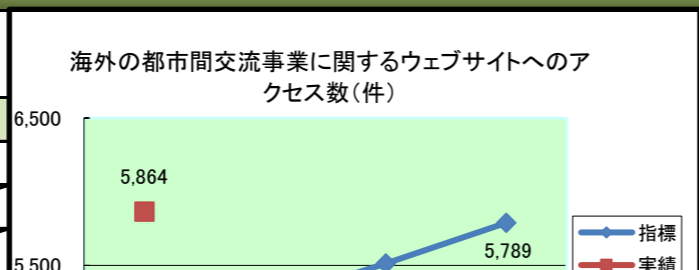 海外の都市間交流事業に関するウェブサイトへのア
クセス数（件）
6,500
5,864
5,789
指標
5,500
実績